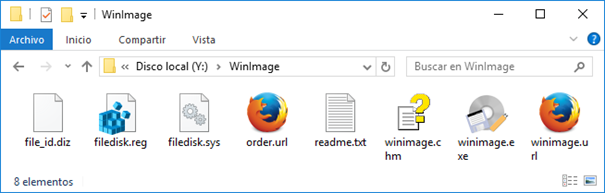 WinImage
Archivo Inicio Compartir Vista
« Disco local (Y:) > WinImage
Buscar en WinImage
file_id.diz filedisk.reg filedisk.sys order.url readme.txt winimage.c winimage.e winimage.u
hm xe rl
8 elementos